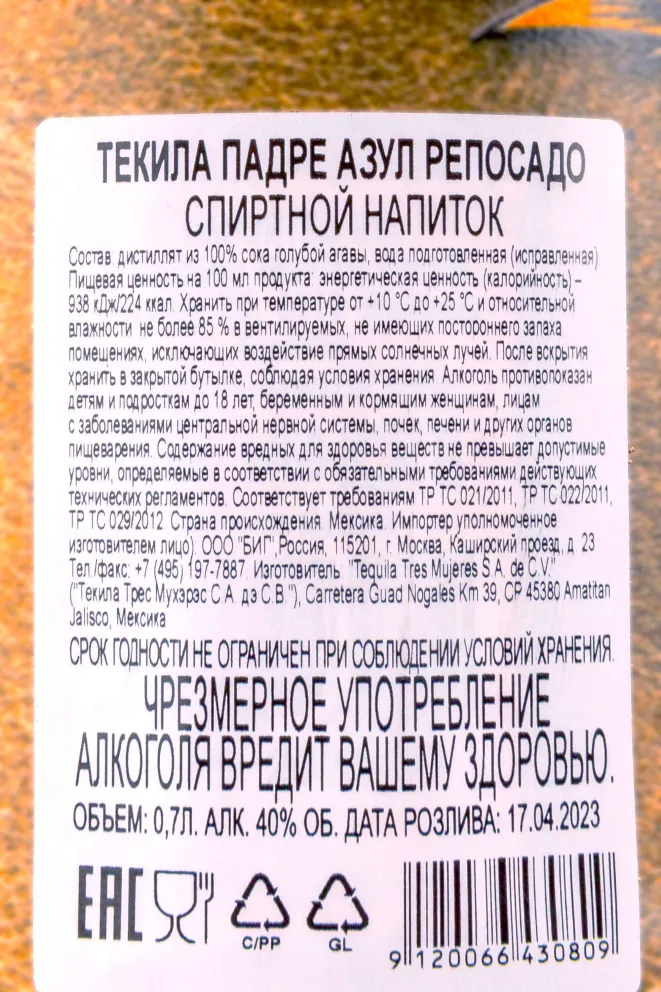 ТЕКИЛА ПАДРЕ АЗУЛ РЕПОСАДО
СПИРТНОЙ НАПИТОК
Состав: дистиллят из 100% сока голубой агавы, вода подготовленная (исправленная).
Пищевая ценность на 100 мл продукта: энергетическая ценность (калорийность) –
938 кДж/224 ккал. Хранить при температуре от +10 °С до +25 °С и относительной
влажности не более 85 % в вентилируемых, не имеющих постороннего запаха
помещениях, исключающих воздействие прямых солнечных лучей. После вскрытия
хранить в закрытой бутылке, соблюдая условия хранения. Алкоголь противопоказан
детям и подросткам до 18 лет, беременным и кормящим женщинам, лицам
с заболеваниями центральной нервной системы, почек, печени и других органов
пищеварения. Содержание вредных для здоровья веществ не превышает допустимые
уровни, определяемые в соответствии с обязательными требованиями действующих
технических регламентов. Соответствует требованиям ТР ТС 021/2011, ТР ТС 022/2011,
ТР ТС 029/2012. Страна происхождения: Мексика. Импортер уполномоченное
изготовителем лицо): ООО "БИГ",Россия, 115201, г. Москва, Каширский проезд, д. 23
Тел./факс: +7 (495) 197-7887. Изготовитель: "Tequila Tres Mujeres S.A. de C.V."
("Текила Трес Мухэрэс С.А. дэ С.В."), Carretera Guad Nogales Km 39, CP 45380 Amatitan
Jalisco, Мексика
СРОК ГОДНОСТИ НЕ ОГРАНИЧЕН ПРИ СОБЛЮДЕНИИ УСЛОВИЙ ХРАНЕНИЯ.
ЧРЕЗМЕРНОЕ УПОТРЕБЛЕНИЕ
АЛКОГОЛЯ ВРЕДИТ ВАШЕМУ ЗДОРОВЬЮ.
ОБЪЕМ: 0,7Л. АЛК. 40% ОБ. ДАТА РОЗЛИВА: 17.04.2023
EAC
C/PP
GL
9 120066 430809